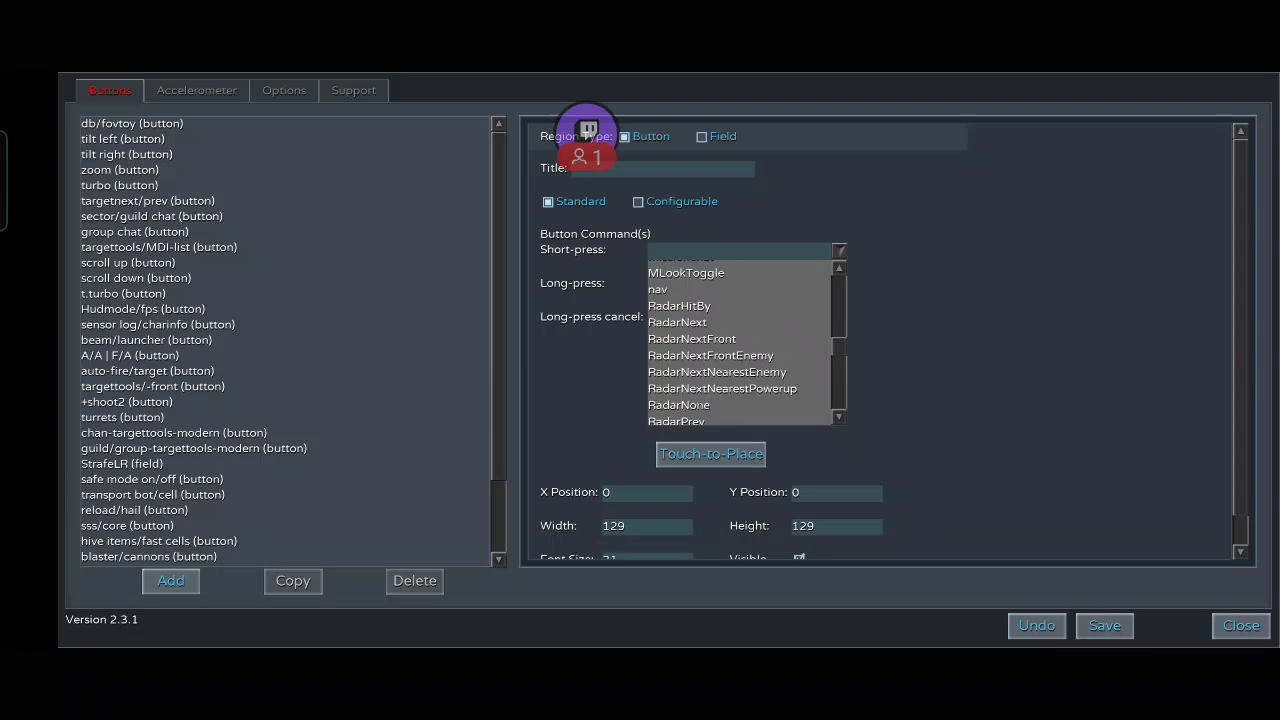 Buttons Accelerometer Options Support
db/fovtoy (button)
tilt left (button)
tilt right (button)
zoom (button)
turbo (button)
targetnext/prev (button)
sector/guild chat (button)
group chat (button)
targettools/MDI-list (button)
scroll up (button)
scroll down (button)
t.turbo (button)
Hudmode/fps (button)
sensor log/charinfo (button)
beam/launcher (button)
A/A | F/A (button)
auto-fire/target (button)
targettools/-front (button)
+shoot2 (button)
turrets (button)
chan-targettools-modern (button)
guild/group-targettools-modern (button)
StrafeLR (field)
safe mode on/off (button)
transport bot/cell (button)
reload/hail (button)
sss/core (button)
hive items/fast cells (button)
blaster/cannons (button)
Add Copy Delete
Region Type: Button Field
1
Title:
Standard Configurable
Button Command(s)
Short-press:
Long-press:
Long-press cancel:
MLookToggle
nav
RadarHitBy
RadarNext
RadarNextFront
RadarNextFrontEnemy
RadarNextNearestEnemy
RadarNextNearestPowerup
RadarNone
RadarPrev
Touch-to-Place
X Position: 0 Y Position: 0
Width: 129 Height: 129
Font Size: 31 Visible
Version 2.3.1
Undo Save Close